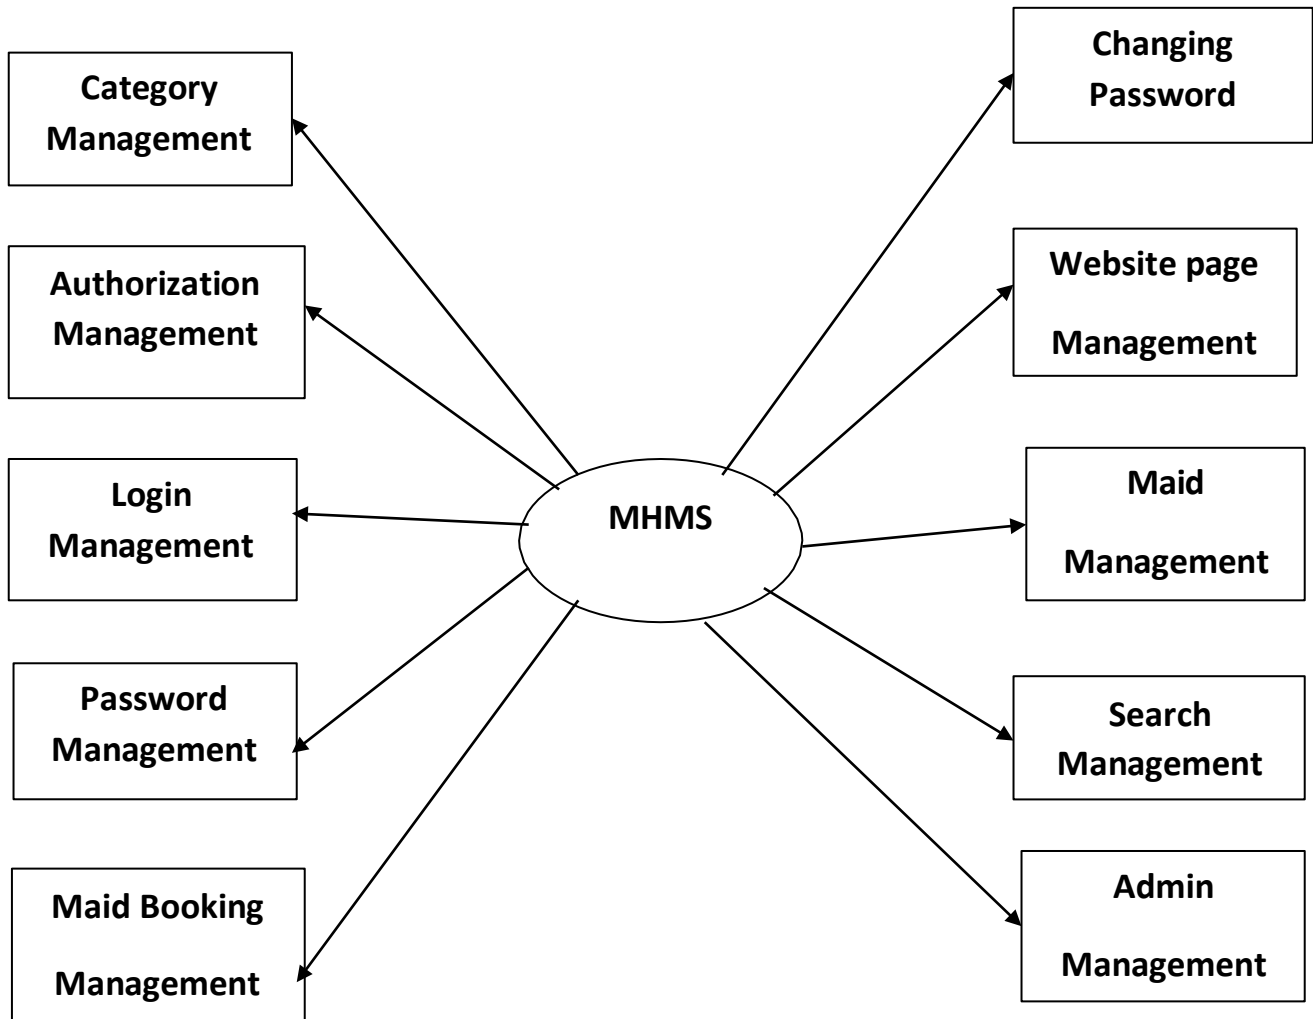 Category
Management
Authorization
Management
Login
Management
Password
Management
Maid Booking
Management
MHMS
Changing
Password
Website page
Management
Maid
Management
Search
Management
Admin
Management